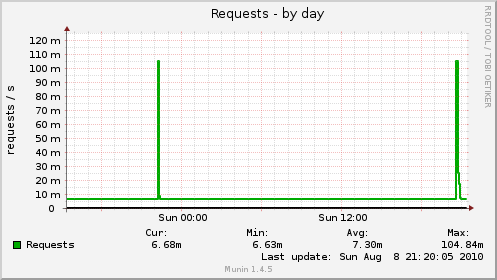 Requests - by day
RRDTOOL / TOBI OETIKER
requests / s
120 m
110 m
100 m
90 m
80 m
70 m
60 m
50 m
40 m
30 m
20 m
10 m
0
Sun 00:00 Sun 12:00
Cur: Min: Avg: Max:
Requests 6.68m 6.63m 7.30m 104.84m
Last update: Sun Aug 8 21:20:05 2010
Munin 1.4.5